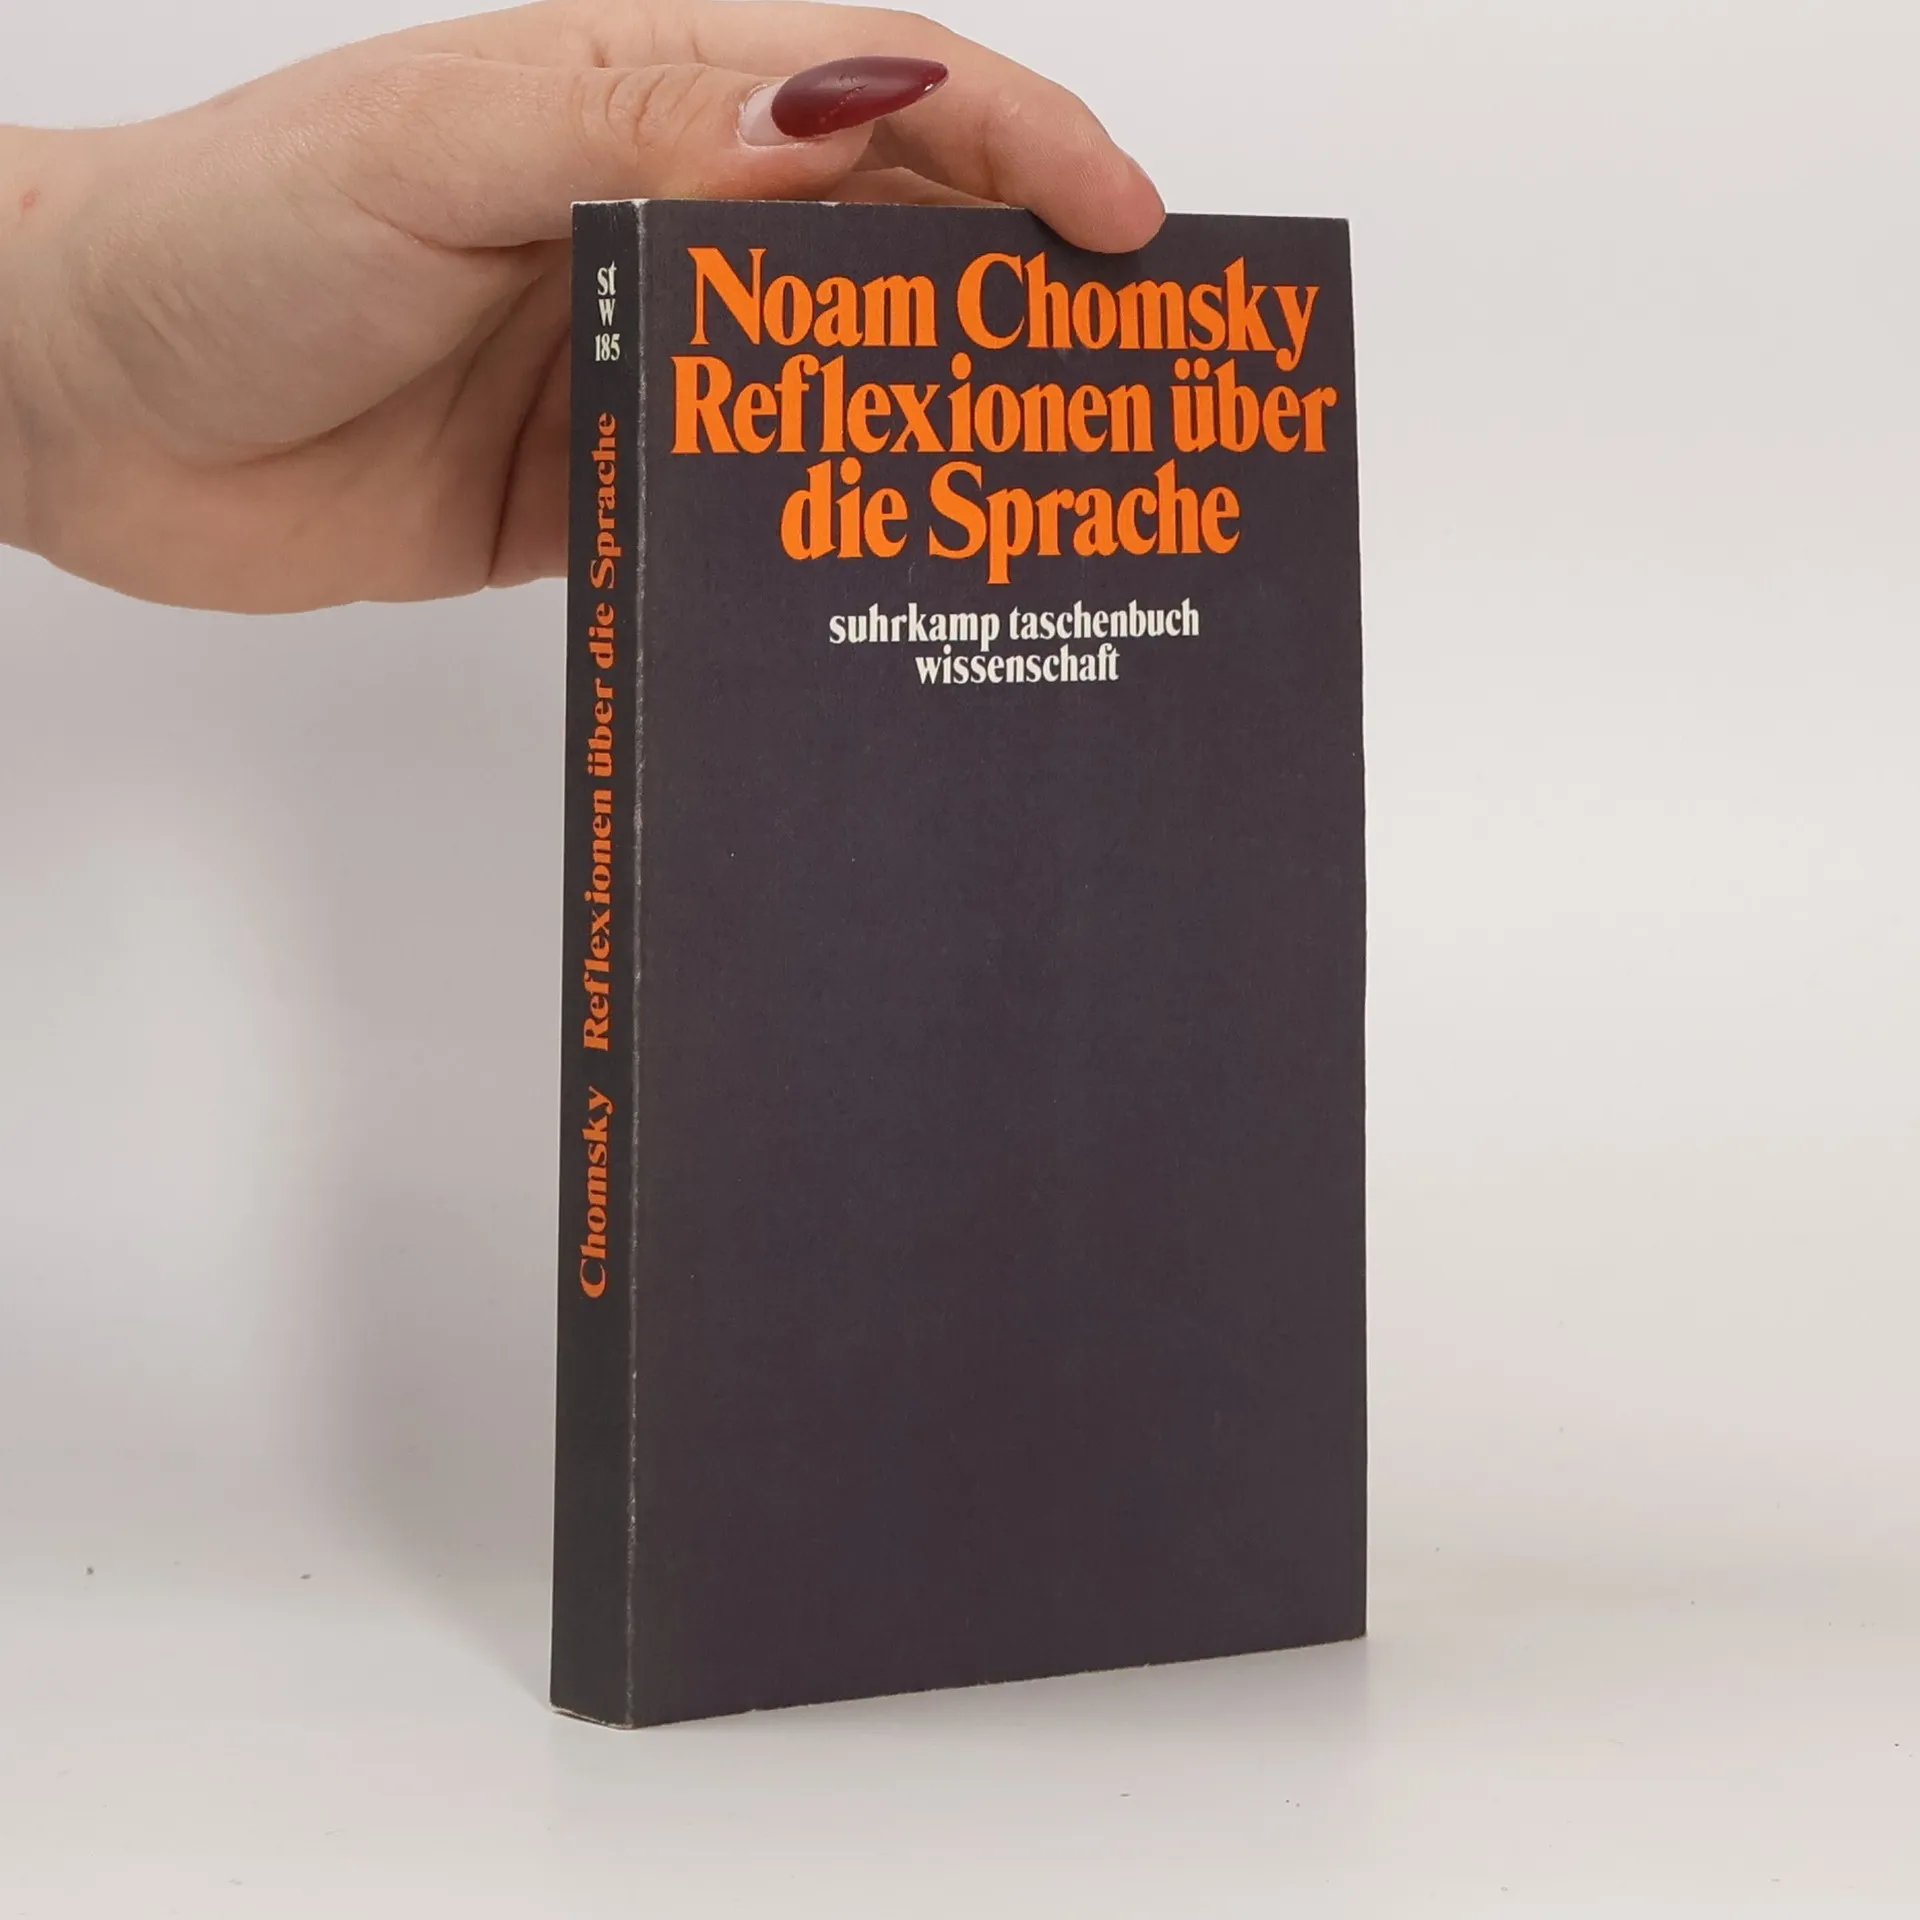 st
w
185
Chomsky Reflexionen über die Sprache
Noam Chomsky
Reflexionen über
die Sprache
suhrkamp taschenbuch
wissenschaft